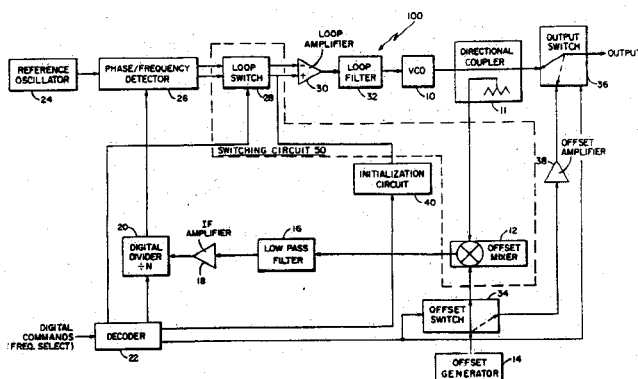 100
LOOP
AMPLIFIER
REFERENCE
OSCILLATOR
24
PHASE/FREQUENCY
DETECTOR
26
LOOP
SWITCH
28
30
LOOP
FILTER
32
VCO
10
DIRECTIONAL
COUPLER
11
OUTPUT
SWITCH
36
OUTPUT
SWITCHING CIRCUIT 50
INITIALIZATION
CIRCUIT
40
38
OFFSET
AMPLIFIER
20
DIGITAL
DIVIDER
÷N
IF
AMPLIFIER
18
16
LOW PASS
FILTER
12
OFFSET
MIXER
34
OFFSET
SWITCH
DIGITAL
COMMANDS
(FREQ. SELECT)
DECODER
22
OFFSET
GENERATOR
14